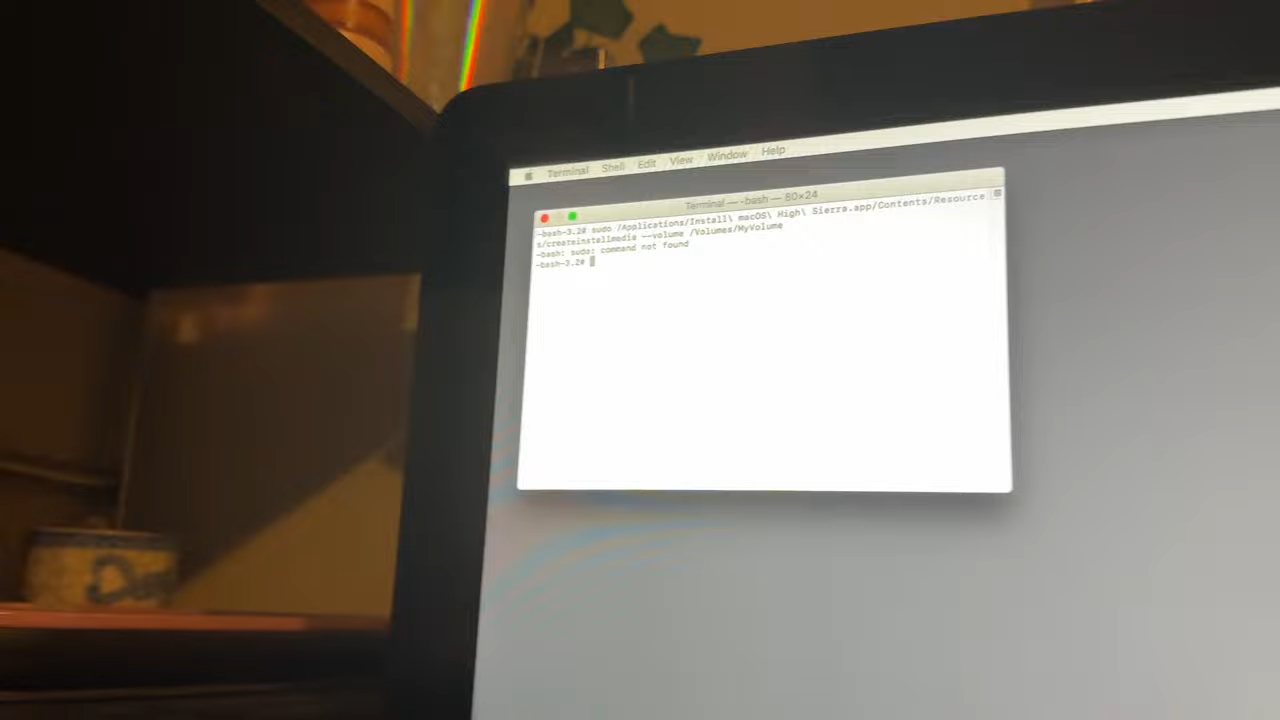 Terminal Shell Edit View Window Help
Terminal — -bash — 80×24
-bash-3.2# sudo /Applications/Install\ macOS\ High\ Sierra.app/Contents/Resource
s/createinstallmedia --volume /Volumes/MyVolume
-bash: sudo: command not found
-bash-3.2#